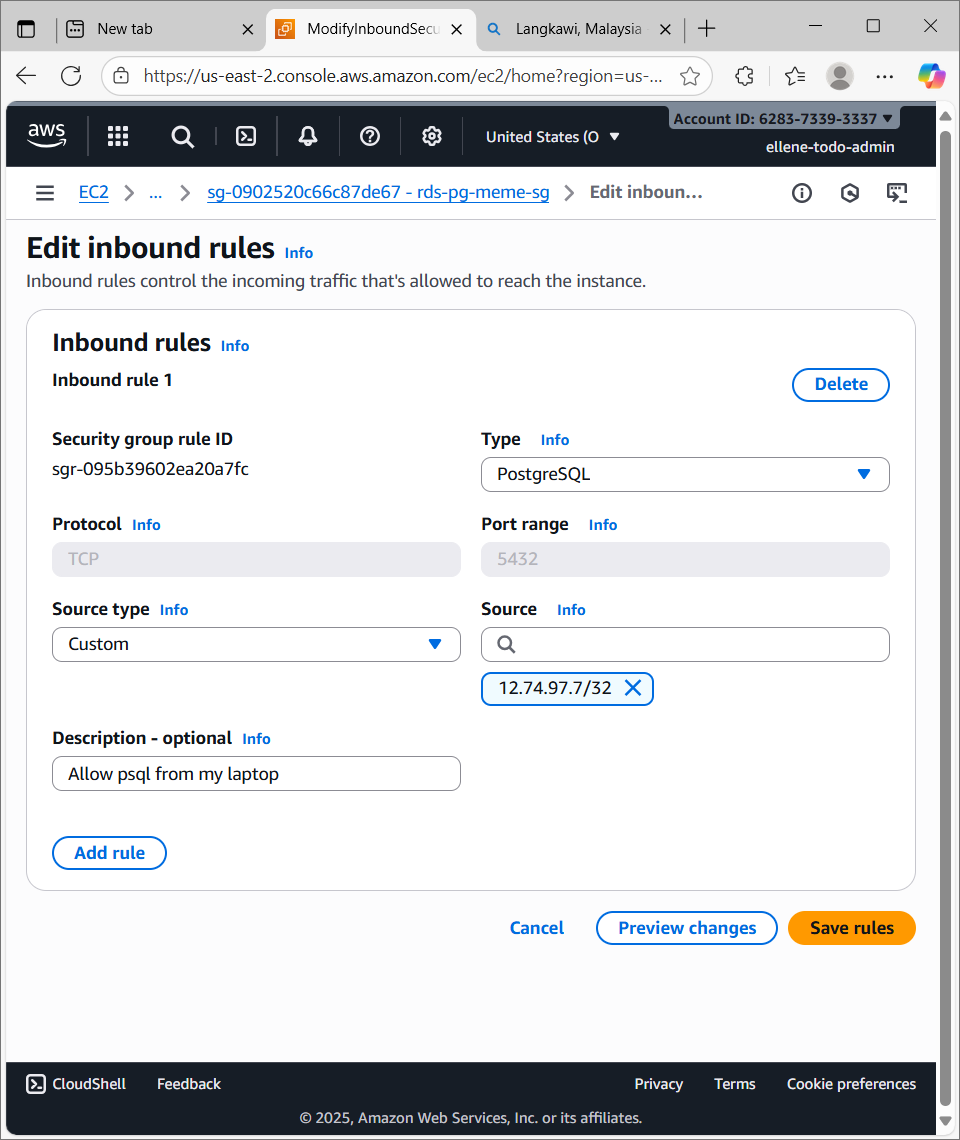 New tab
ModifyInboundSecu
Langkawi, Malaysia
https://us-east-2.console.aws.amazon.com/ec2/home?region=us-...
aws
United States (O
Account ID: 6283-7339-3337
ellene-todo-admin
EC2
...
sg-0902520c66c87de67 - rds-pg-meme-sg
Edit inboun...
Edit inbound rules Info
Inbound rules control the incoming traffic that's allowed to reach the instance.
Inbound rules Info
Inbound rule 1
Delete
Security group rule ID
sgr-095b39602ea20a7fc
Type Info
PostgreSQL
Protocol Info
TCP
Port range Info
5432
Source type Info
Custom
Source Info
12.74.97.7/32
Description - optional Info
Allow psql from my laptop
Add rule
Cancel
Preview changes
Save rules
CloudShell
Feedback
Privacy
Terms
Cookie preferences
© 2025, Amazon Web Services, Inc. or its affiliates.